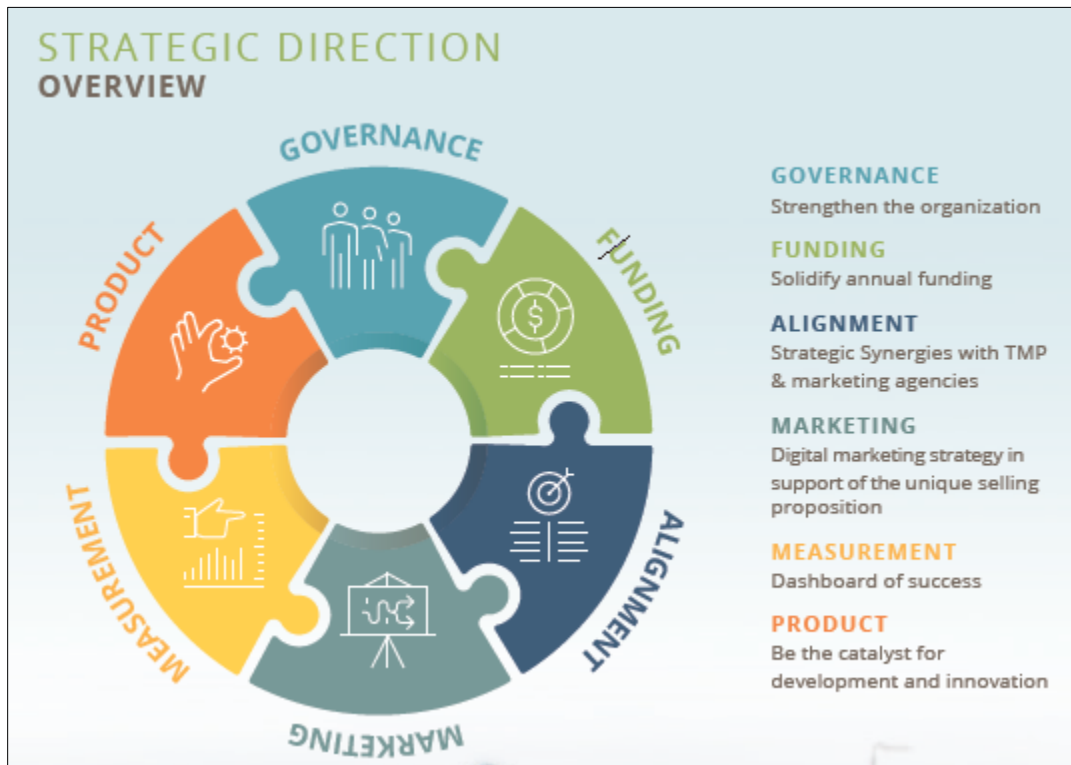 STRATEGIC DIRECTION
OVERVIEW
GOVERNANCE
FUNDING
ALIGNMENT
MARKETING
MEASUREMENT
PRODUCT
$
GOVERNANCE
Strengthen the organization
FUNDING
Solidify annual funding
ALIGNMENT
Strategic Synergies with TMP
& marketing agencies
MARKETING
Digital marketing strategy in
support of the unique selling
proposition
MEASUREMENT
Dashboard of success
PRODUCT
Be the catalyst for
development and innovation